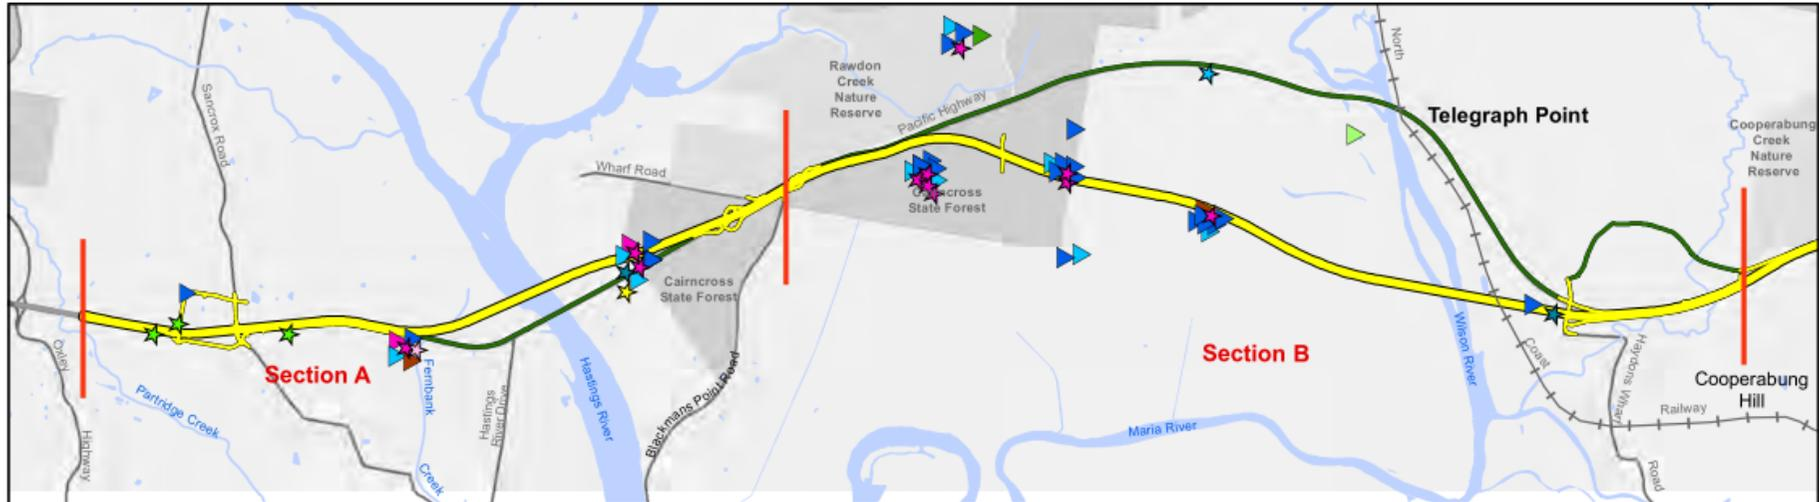 Sancrox Road
Oxley
Highway
Partridge Creek
Section A
Fernbank
Creek
Hastings
River Drive
Hastings River
Wharf Road
Cairncross
State Forest
Blackmans Point Road
Rawdon
Creek
Nature
Reserve
Pacific Highway
Cairncross
State Forest
Section B
Maria River
North
Coast
Railway
Telegraph Point
Wilson River
Cooperabung
Creek
Nature
Reserve
Haydons Wharf
Road
Cooperabung
Hill